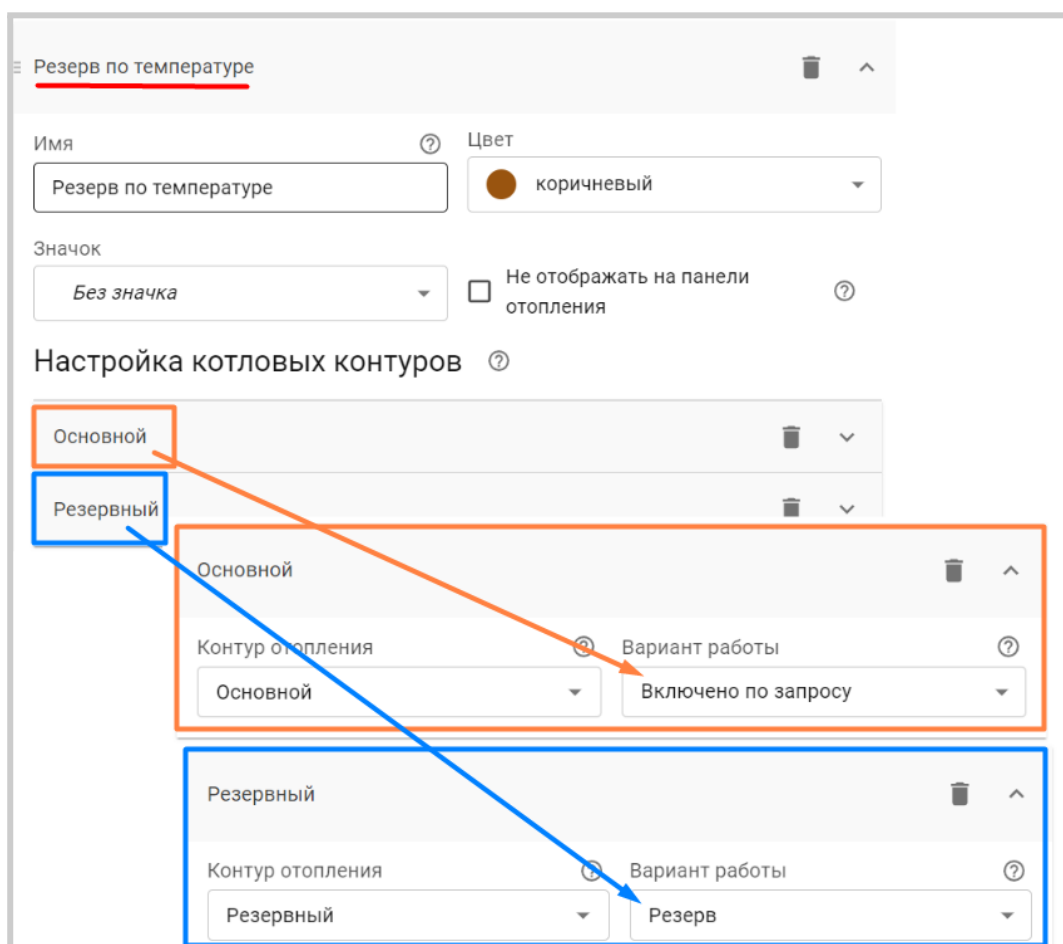 Резерв по температуре
Имя
Цвет
Резерв по температуре
коричневый
Значок
Без значка
Не отображать на панели
отопления
Настройка котловых контуров
Основной
Резервный
Основной
Контур отопления
Вариант работы
Основной
Включено по запросу
Резервный
Контур отопления
Вариант работы
Резервный
Резерв